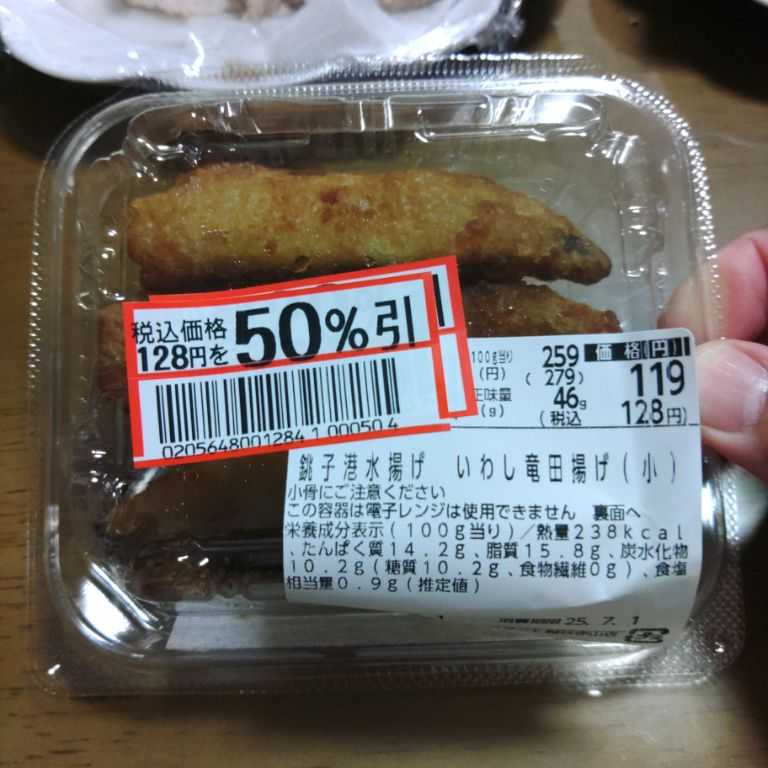 税込価格
128円を 50%引
0205648001284 1 00050 4
100g当り 259 価格(円)
(円) (279) 119
正味量 46g
(g) (税込 128円)
銚子港水揚げ いわし竜田揚げ(小)
小骨にご注意ください
この容器は電子レンジは使用できません 裏面へ
栄養成分表示(100g当り)/熱量238kcal
、たんぱく質14.2g、脂質15.8g、炭水化物
10.2g(糖質10.2g、食物繊維0g)、食塩
相当量0.9g(推定値)
消費期限 25.7.1